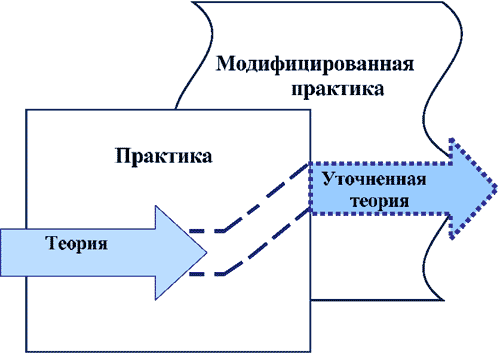 Модифицированная
практика
Практика
Уточненная
теория
Теория